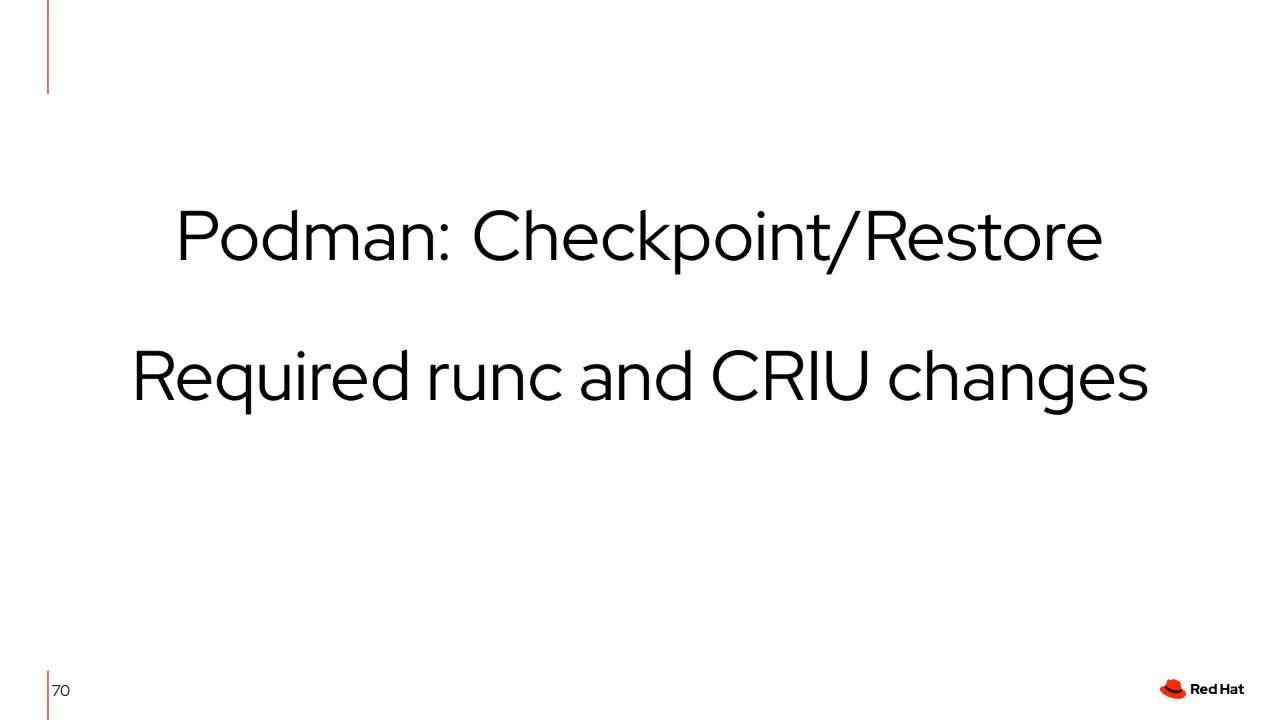 Podman: Checkpoint/Restore
Required runc and CRIU changes
70
Red Hat